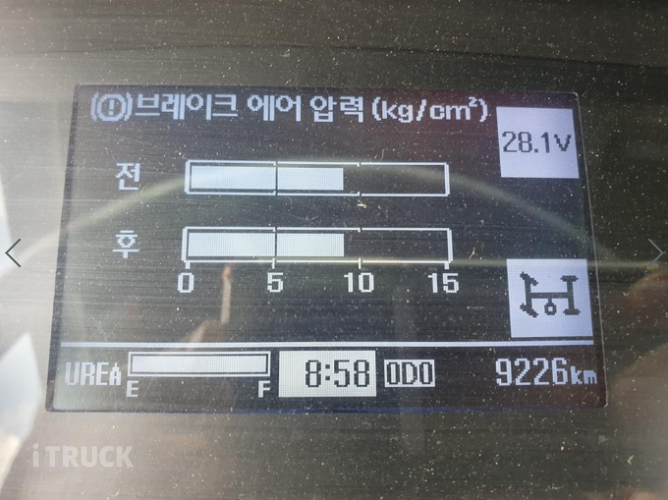 (!)브레이크 에어 압력 (kg/cm²)
28.1V
전
후
0 5 10 15
UREA E F 8:58 ODO 9226km
iTRUCK